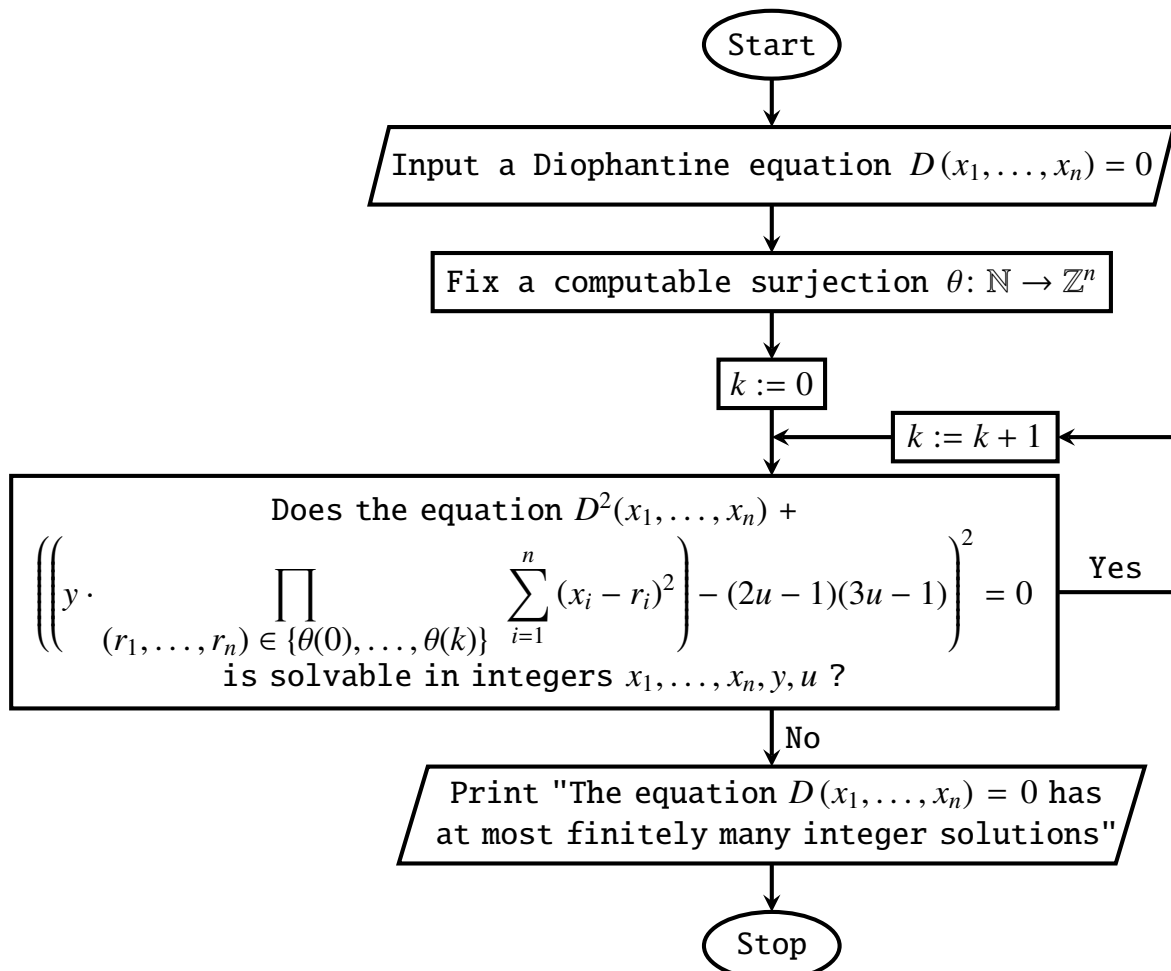 Start
Input a Diophantine equation D(x₁, …, xₙ) = 0
Fix a computable surjection θ: ℕ → ℤⁿ
k := 0
k := k + 1
Does the equation D²(x₁, …, xₙ) +
((y · ∏_{(r₁, …, rₙ) ∈ {θ(0), …, θ(k)}} ∑_{i=1}^{n} (xᵢ − rᵢ)²) − (2u − 1)(3u − 1))² = 0
is solvable in integers x₁, …, xₙ, y, u ?
Yes
No
Print "The equation D(x₁, …, xₙ) = 0 has
at most finitely many integer solutions"
Stop